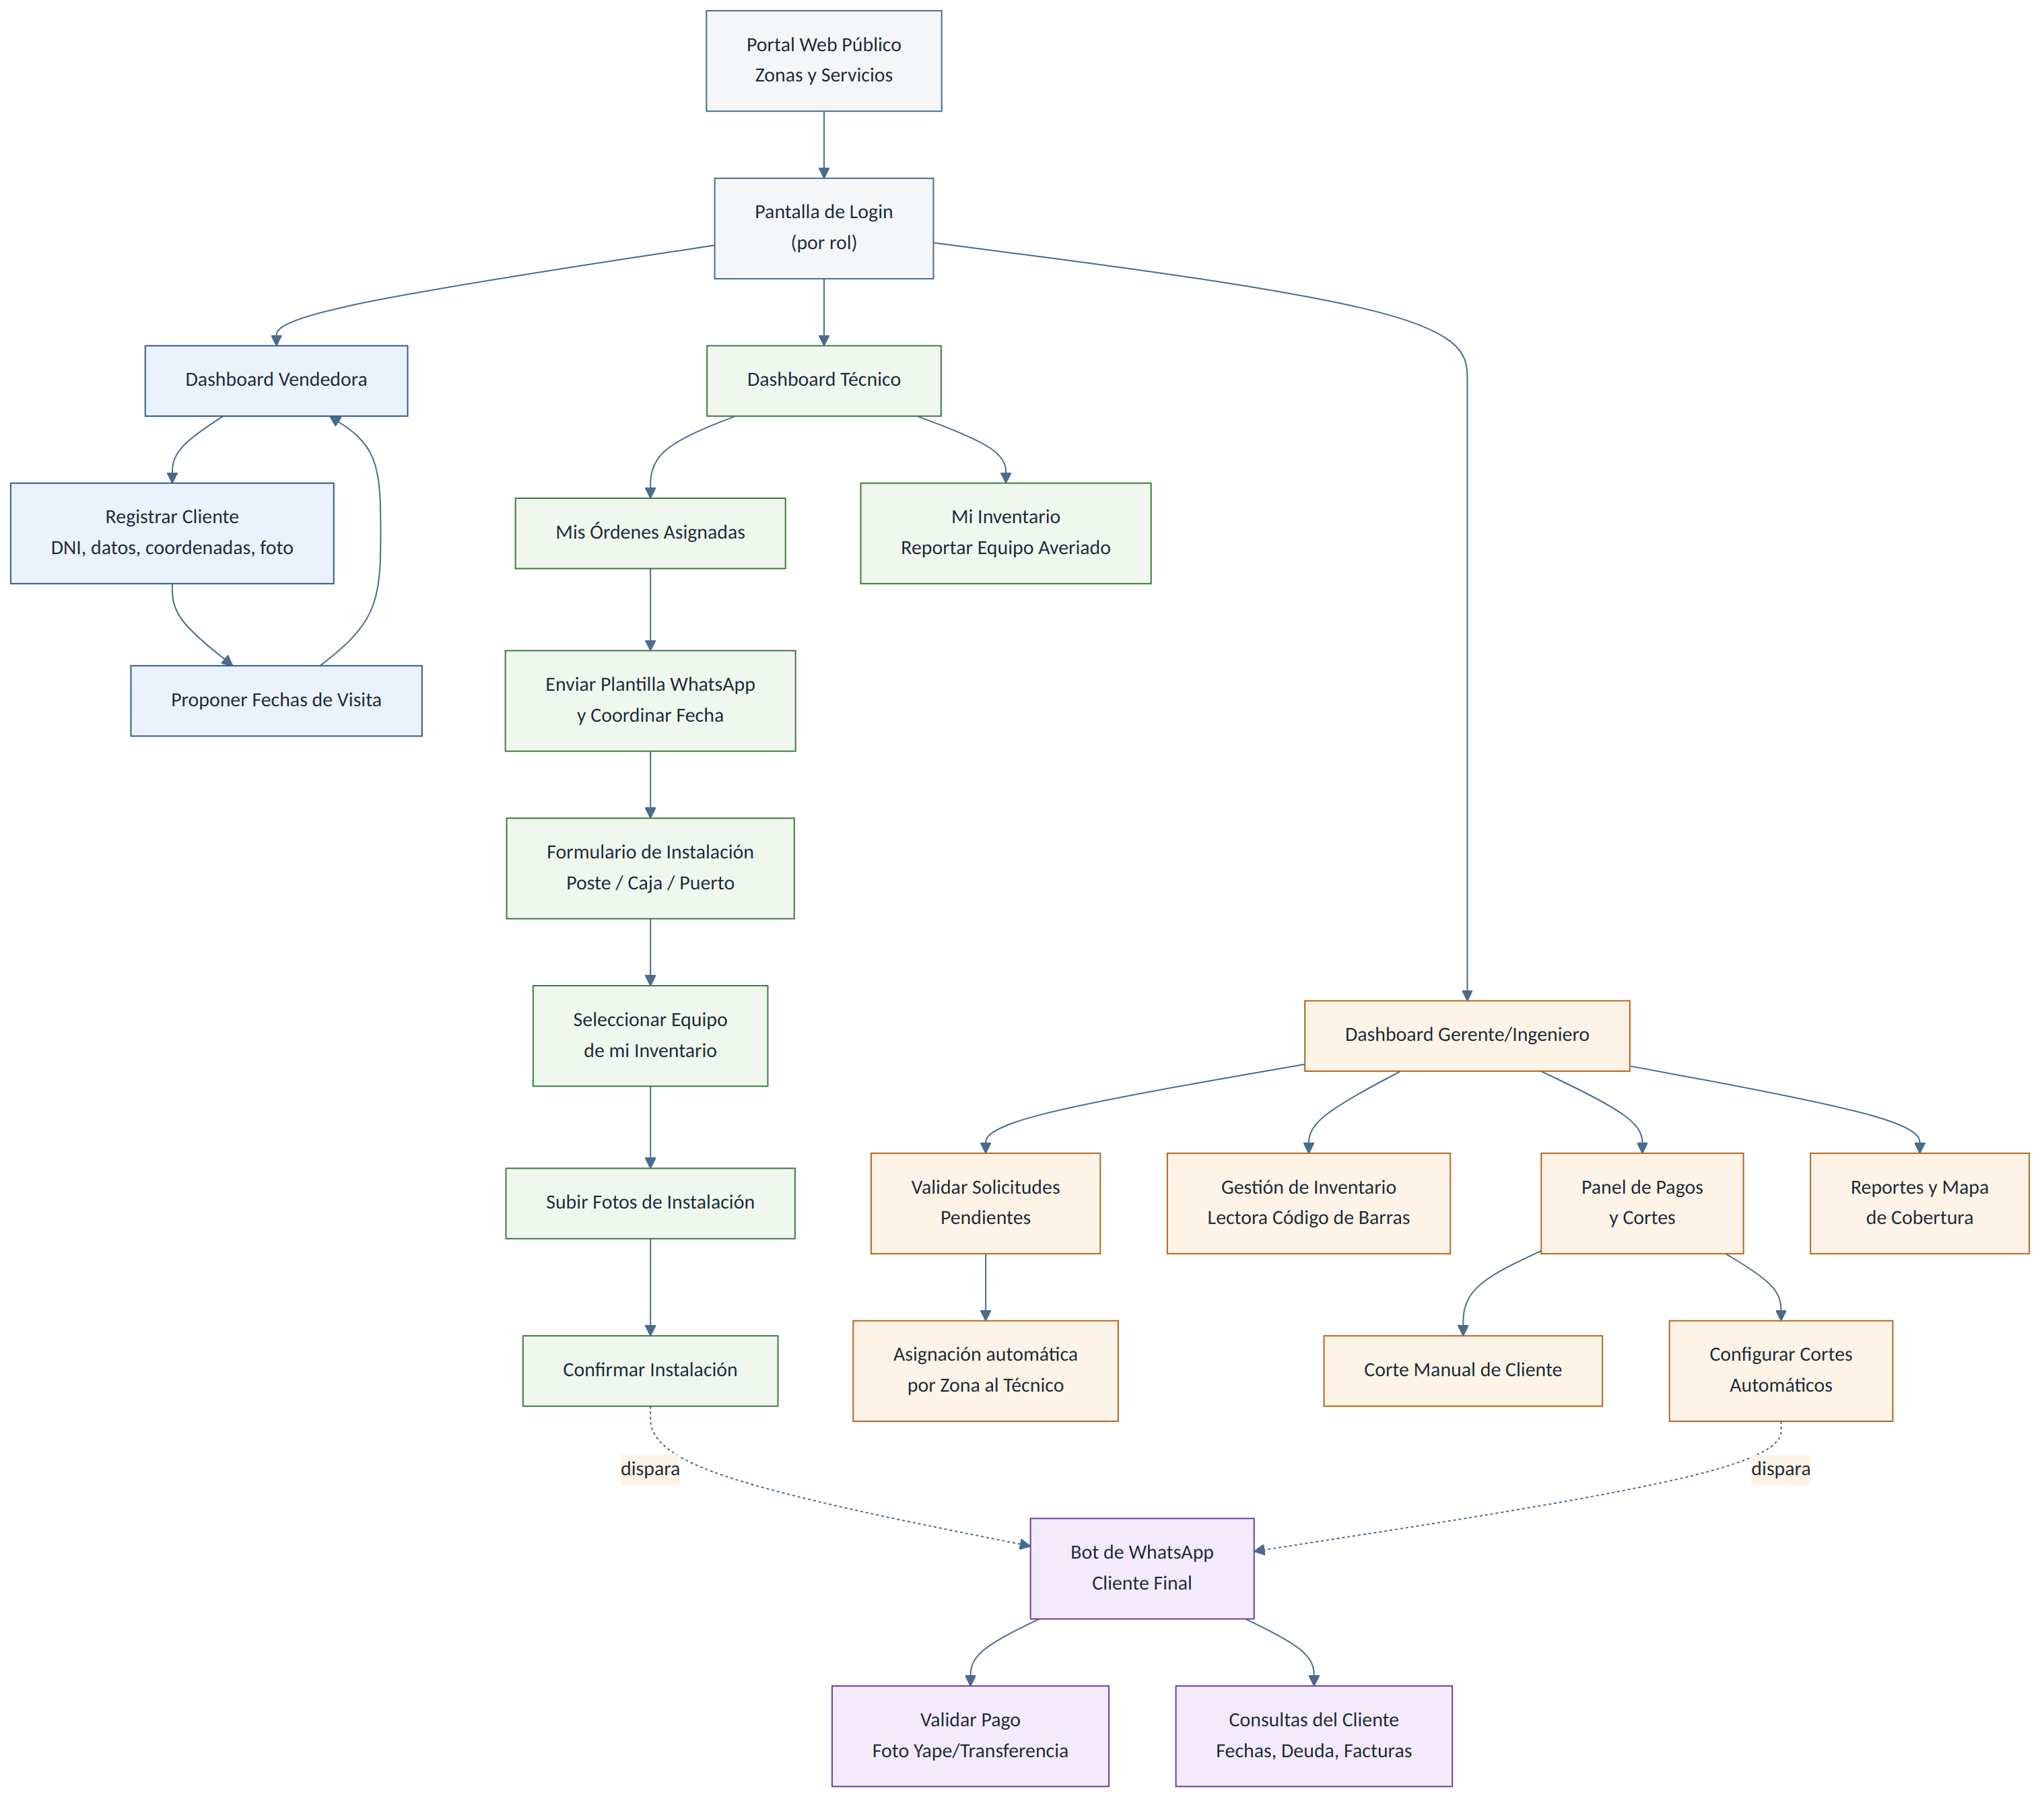 Portal Web Público
Zonas y Servicios
Pantalla de Login
(por rol)
Dashboard Vendedora
Dashboard Técnico
Registrar Cliente
DNI, datos, coordenadas, foto
Mis Órdenes Asignadas
Mi Inventario
Reportar Equipo Averiado
Proponer Fechas de Visita
Enviar Plantilla WhatsApp
y Coordinar Fecha
Formulario de Instalación
Poste / Caja / Puerto
Seleccionar Equipo
de mi Inventario
Dashboard Gerente/Ingeniero
Subir Fotos de Instalación
Validar Solicitudes
Pendientes
Gestión de Inventario
Lectora Código de Barras
Panel de Pagos
y Cortes
Reportes y Mapa
de Cobertura
Confirmar Instalación
Asignación automática
por Zona al Técnico
Corte Manual de Cliente
Configurar Cortes
Automáticos
dispara
dispara
Bot de WhatsApp
Cliente Final
Validar Pago
Foto Yape/Transferencia
Consultas del Cliente
Fechas, Deuda, Facturas